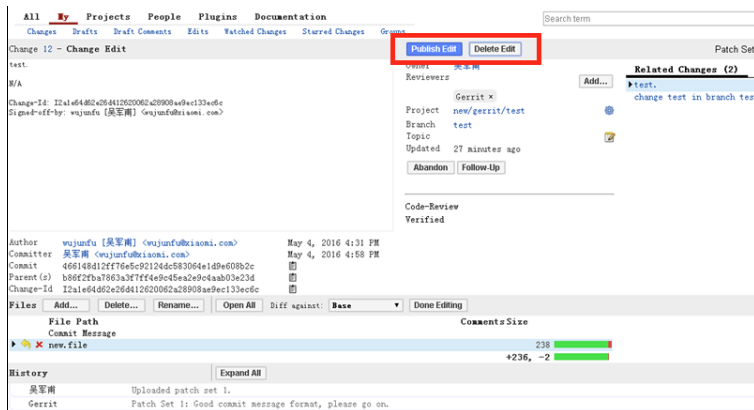 All My Projects People Plugins Documentation
Search term
Changes Drafts Draft Comments Edits Watched Changes Starred Changes Groups
Change 12 - Change Edit
Publish Edit Delete Edit
Patch Set
test.
N/A
Change-Id: I2a1e64d62e26d412620062a28908ae9ec133ec6c
Signed-off-by: wujunfu [吴军甫] <wujunfu@xiaomi.com>
Owner 吴军甫
Reviewers
Add...
Gerrit ×
Project new/gerrit/test
Branch test
Topic
Updated 27 minutes ago
Abandon Follow-Up
Code-Review
Verified
Related Changes (2)
test.
change test in branch tes
Author wujunfu [吴军甫] <wujunfu@xiaomi.com> May 4, 2016 4:31 PM
Committer 吴军甫 <wujunfu@xiaomi.com> May 4, 2016 4:58 PM
Commit 466148d12ff76e5c92124dc583064e1d9e608b2c
Parent(s) b86f2fba7863a3f7ff4e9c45ea2e9c4aab03e23d
Change-Id I2a1e64d62e26d412620062a28908ae9ec133ec6c
Files Add... Delete... Rename... Open All Diff against: Base Done Editing
File Path Comments Size
Commit Message
new.file 238
+236, -2
History Expand All
吴军甫 Uploaded patch set 1.
Gerrit Patch Set 1: Good commit message format, please go on.